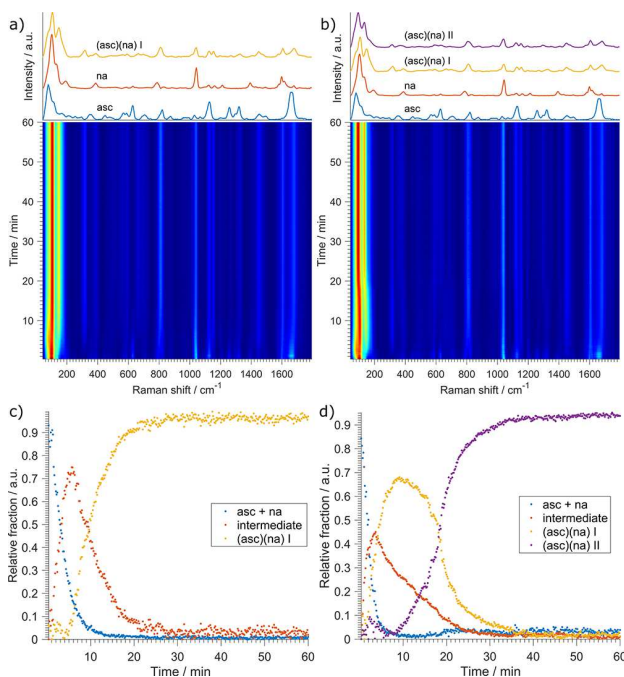 a)
(asc)(na) I
na
asc
Intensity / a.u.
60
50
40
30
20
10
Time / min
200 400 600 800 1000 1200 1400 1600
Raman shift / cm-1
b)
(asc)(na) II
(asc)(na) I
na
asc
Intensity / a.u.
60
50
40
30
20
10
Time / min
200 400 600 800 1000 1200 1400 1600
Raman shift / cm-1
c)
0.9
0.8
0.7
0.6
0.5
0.4
0.3
0.2
0.1
0
Relative fraction / a.u.
asc + na
intermediate
(asc)(na) I
10 20 30 40 50 60
Time / min
d)
0.9
0.8
0.7
0.6
0.5
0.4
0.3
0.2
0.1
0
Relative fraction / a.u.
asc + na
intermediate
(asc)(na) I
(asc)(na) II
10 20 30 40 50 60
Time / min